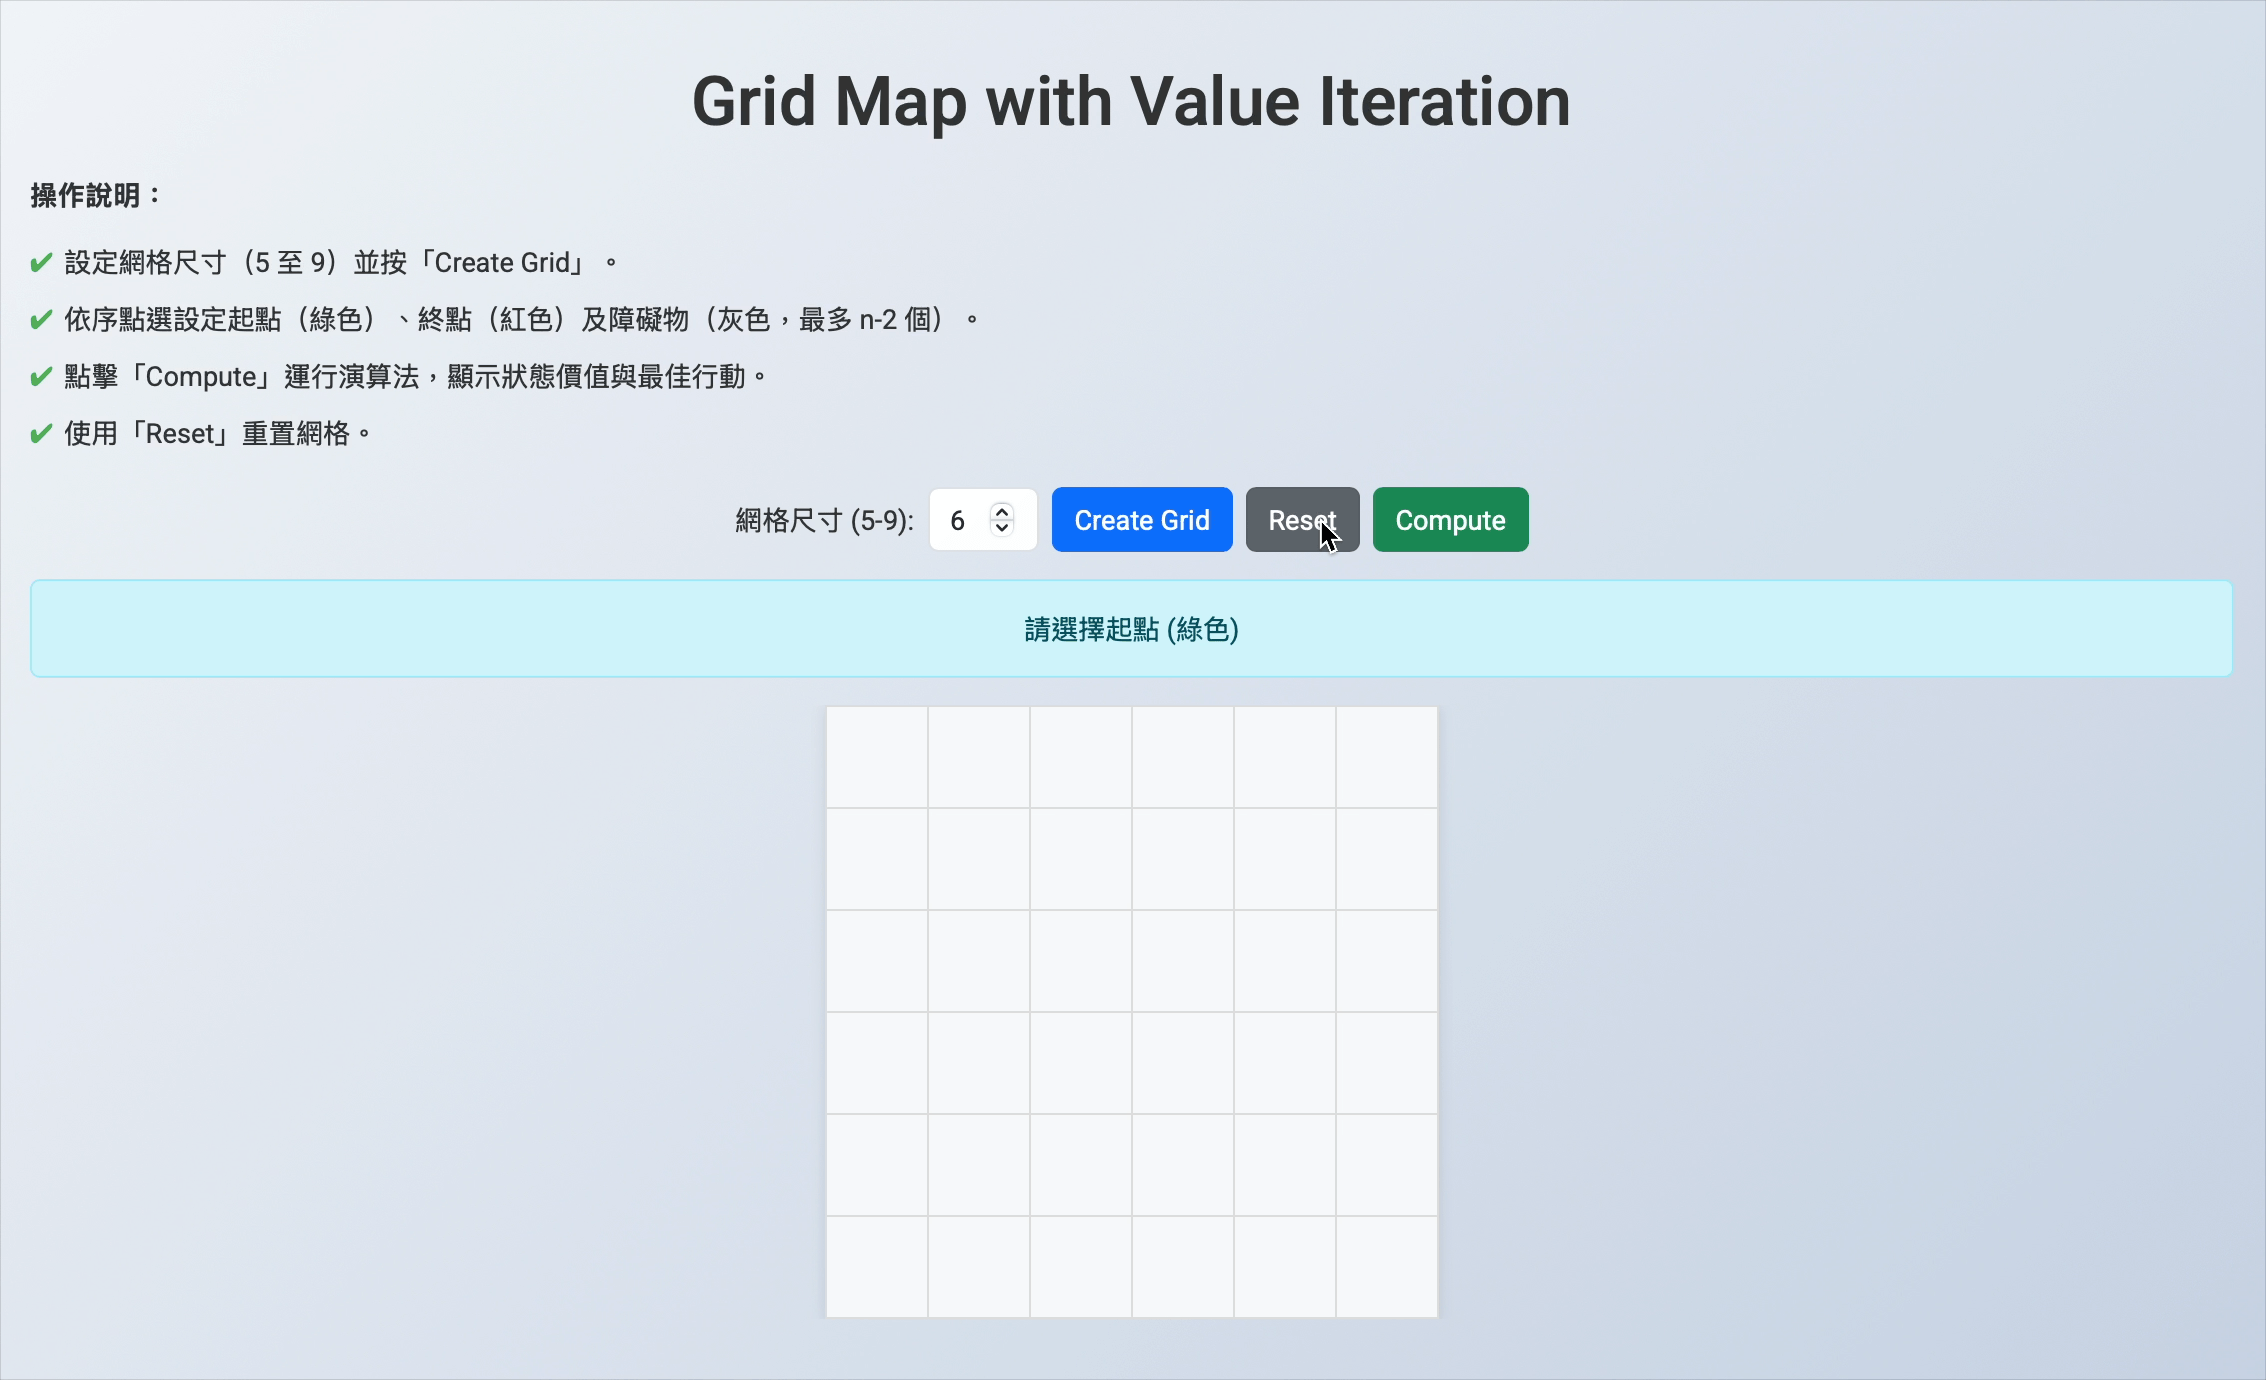 Grid Map with Value Iteration
操作說明：
✔ 設定網格尺寸（5 至 9）並按「Create Grid」。
✔ 依序點選設定起點（綠色）、終點（紅色）及障礙物（灰色，最多 n-2 個）。
✔ 點擊「Compute」運行演算法，顯示狀態價值與最佳行動。
✔ 使用「Reset」重置網格。
網格尺寸 (5-9): 6 Create Grid Reset Compute
請選擇起點 (綠色)